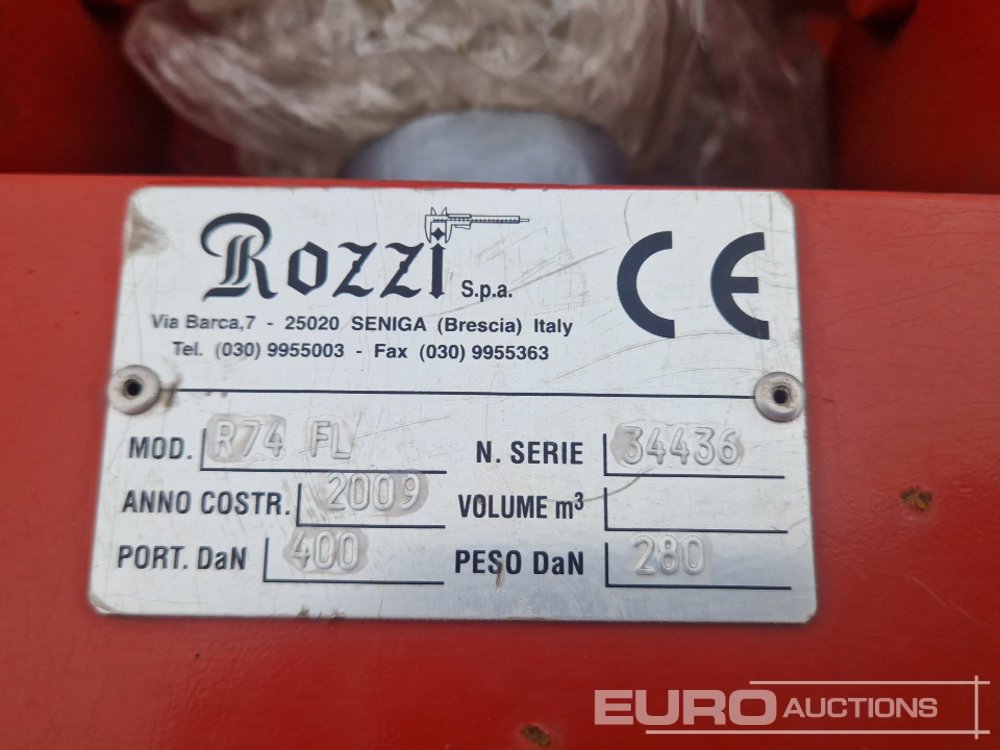 Rozzi S.p.a.
CE
Via Barca,7 - 25020 SENIGA (Brescia) Italy
Tel. (030) 9955003 - Fax (030) 9955363
MOD. R74 FL N. SERIE 34436
ANNO COSTR. 2009 VOLUME m³
PORT. DaN 400 PESO DaN 280
EURO AUCTIONS